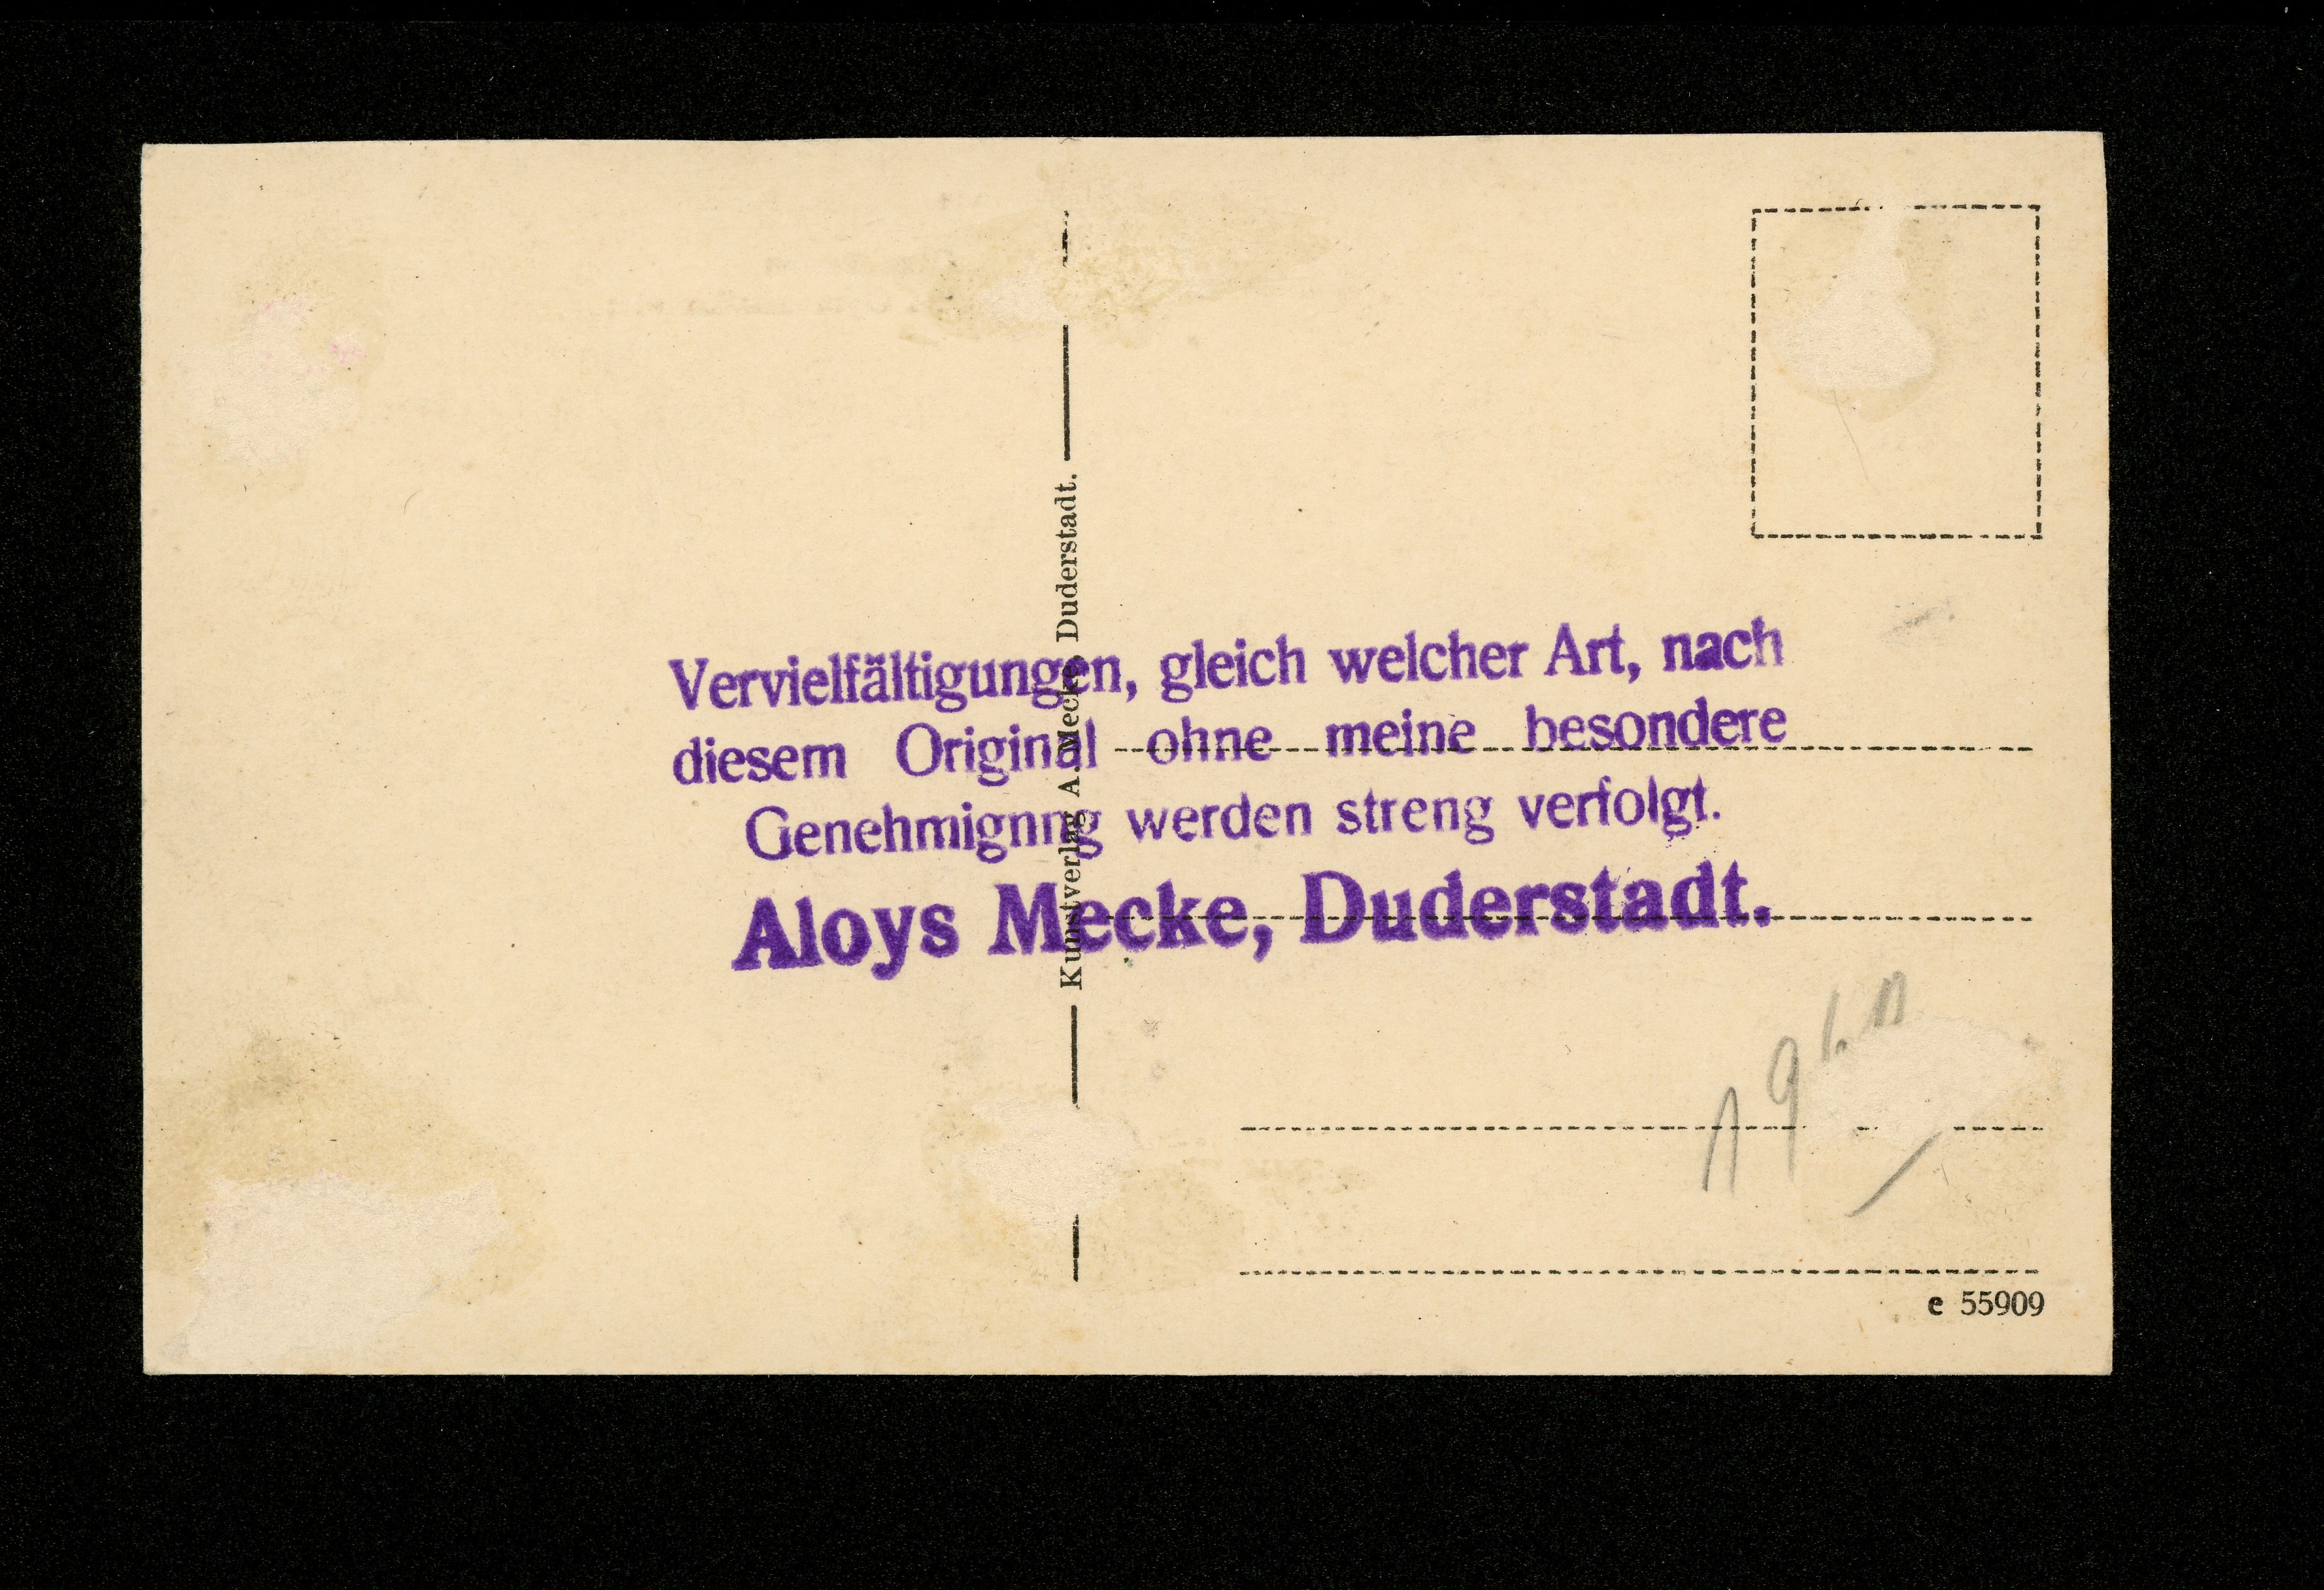 Kunstverlag A. Mecke, Duderstadt.
Vervielfältigungen, gleich welcher Art, nach
diesem Original ohne meine besondere
Genehmignng werden streng verfolgt.
Aloys Mecke, Duderstadt.
e 55909